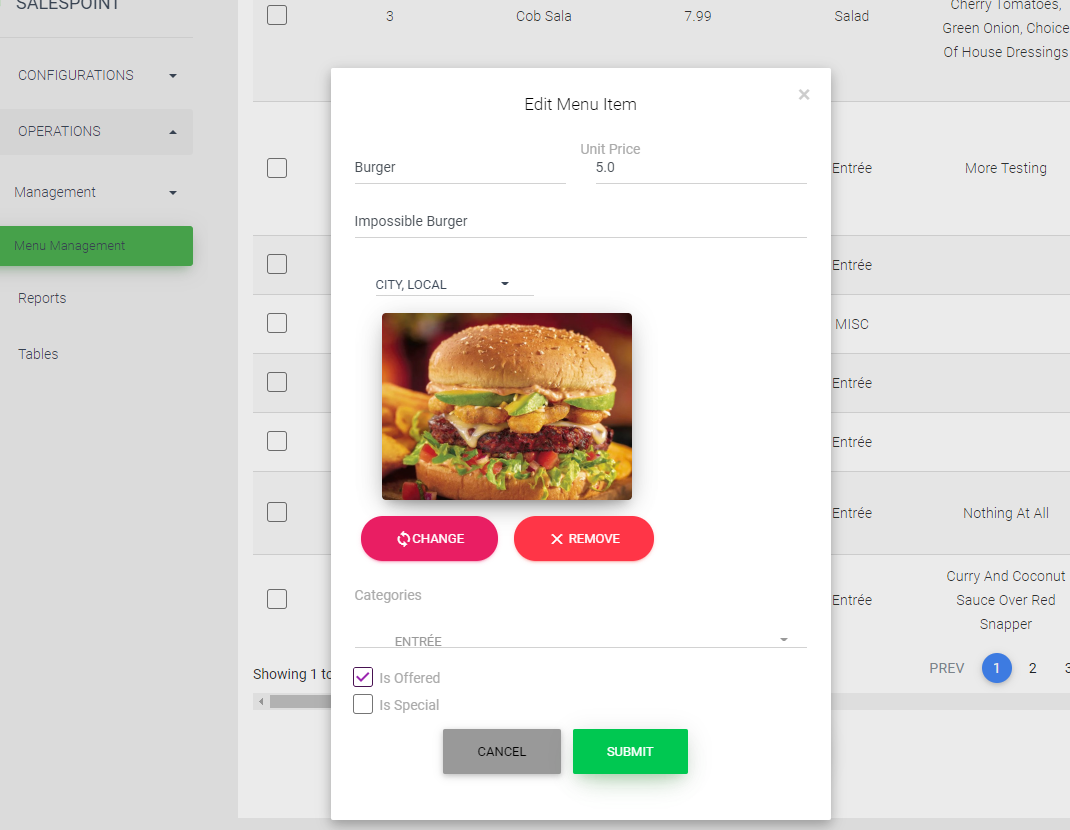 SALESPOINT
CONFIGURATIONS
OPERATIONS
Management
Menu Management
Reports
Tables
3 Cob Sala 7.99 Salad Cherry Tomatoes,
Green Onion, Choice
Of House Dressings
Edit Menu Item
×
Unit Price
Burger 5.0
Impossible Burger
CITY, LOCAL
CHANGE
REMOVE
Categories
ENTRÉE
Is Offered
Is Special
CANCEL
SUBMIT
Entrée More Testing
Entrée
MISC
Entrée
Entrée
Entrée Nothing At All
Curry And Coconut
Entrée Sauce Over Red
Snapper
Showing 1 to
PREV 1 2 3